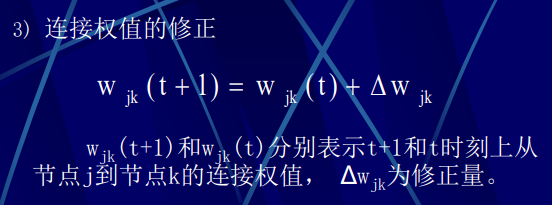 3) 连接权值的修正
w jk (t+1) = w jk (t) + Δw jk
wjk(t+1)和wjk(t)分别表示t+1和t时刻上从
节点j到节点k的连接权值， Δwjk为修正量。